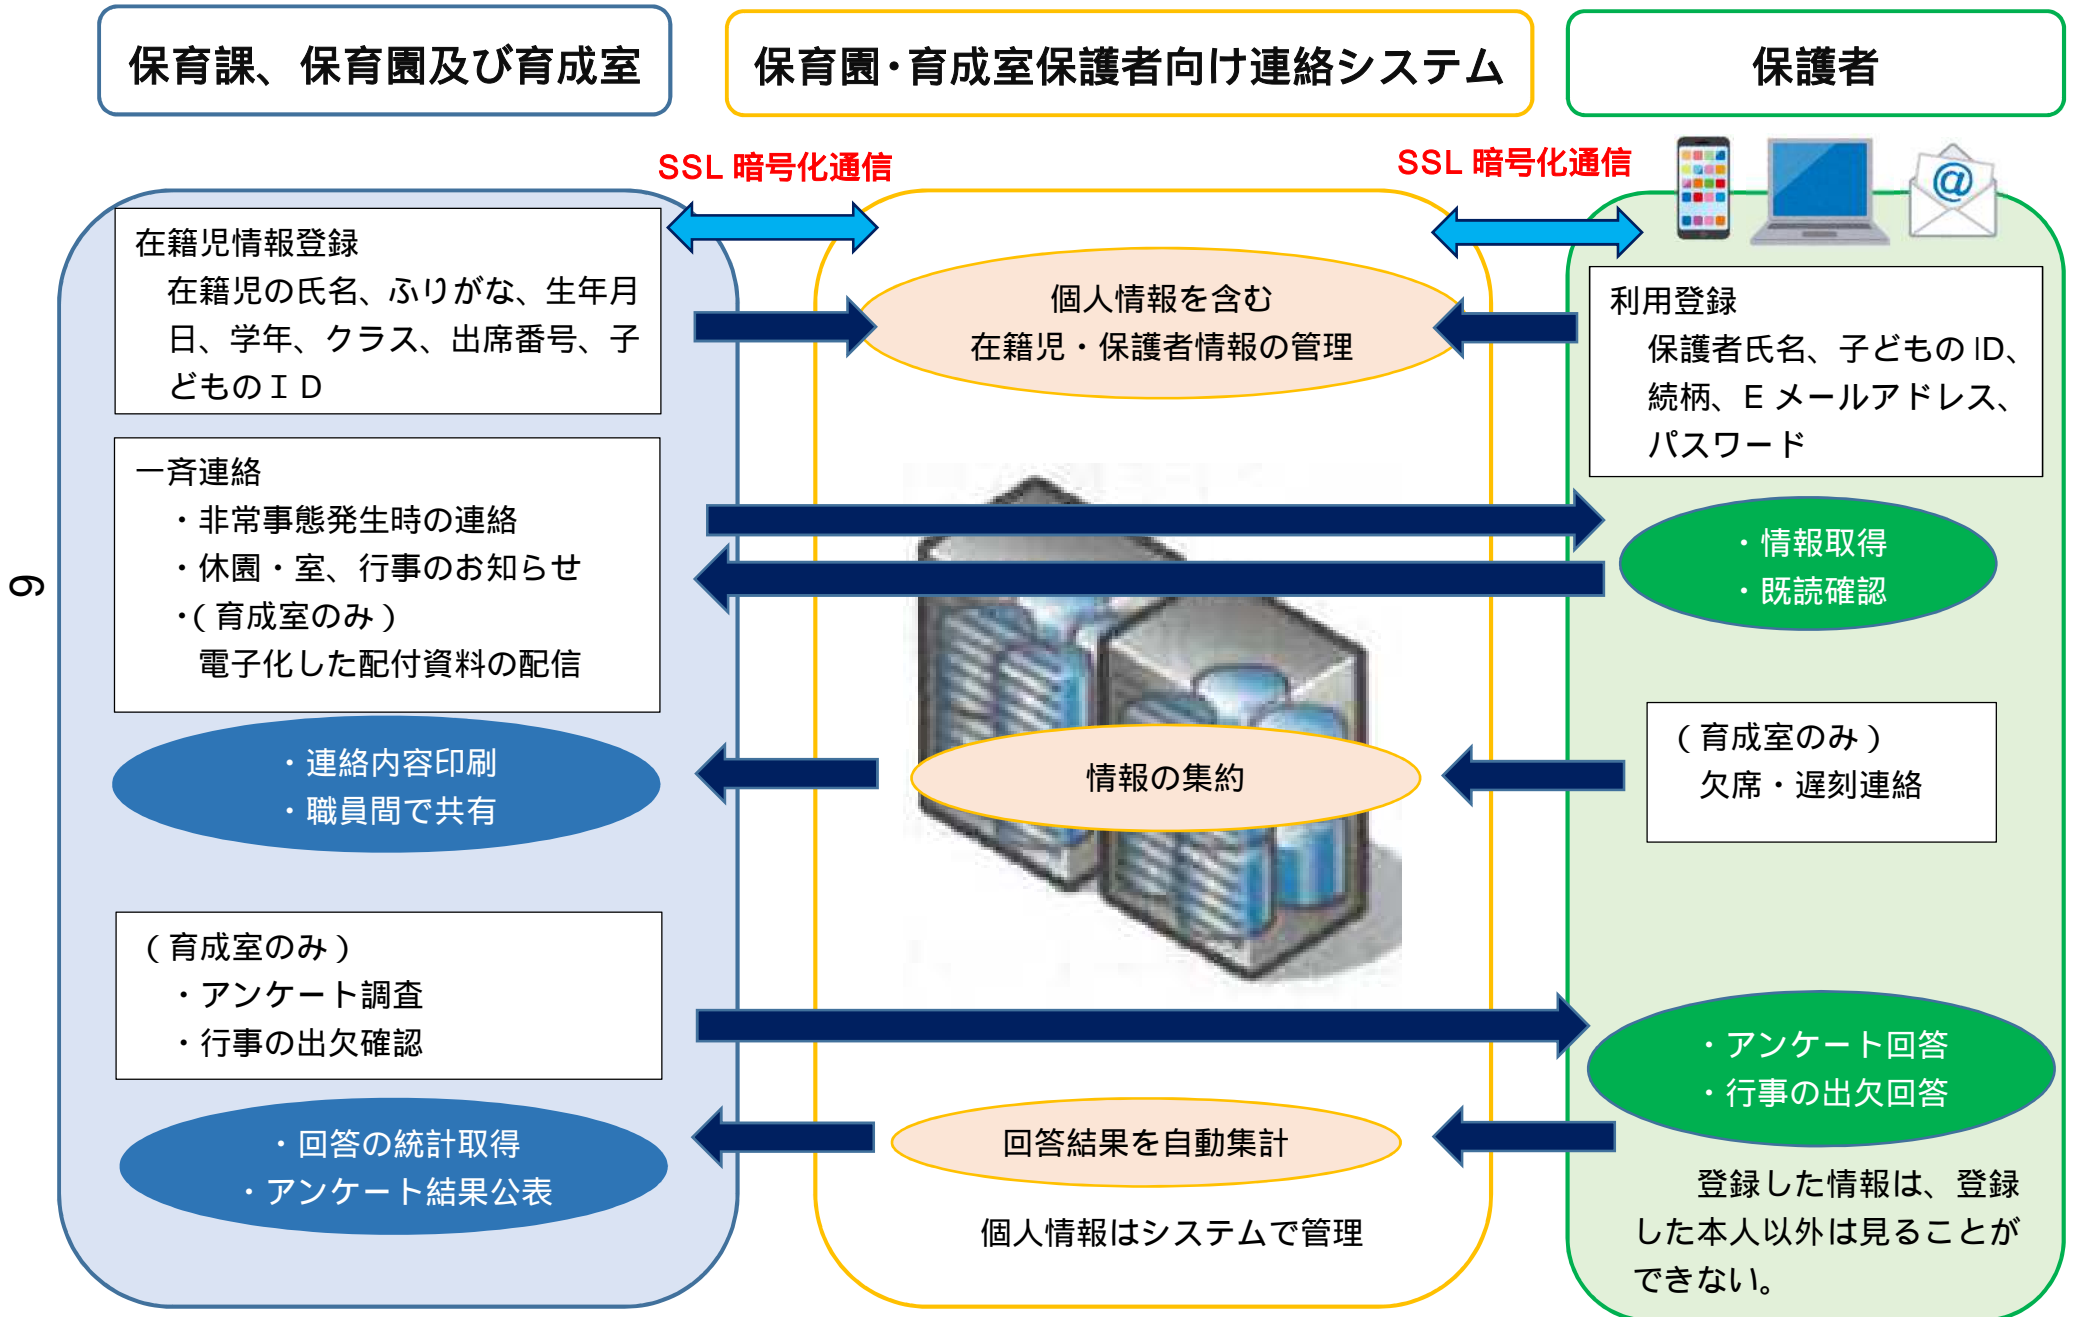 保育課、保育園及び育成室
保育園・育成室保護者向け連絡システム
保護者
SSL 暗号化通信
SSL 暗号化通信
在籍児情報登録
在籍児の氏名、ふりがな、生年月
日、学年、クラス、出席番号、子
どものＩＤ
個人情報を含む
在籍児・保護者情報の管理
利用登録
保護者氏名、子どもの ID、
続柄、E メールアドレス、
パスワード
一斉連絡
・非常事態発生時の連絡
・休園・室、行事のお知らせ
・(育成室のみ)
電子化した配付資料の配信
・情報取得
・既読確認
・連絡内容印刷
・職員間で共有
情報の集約
(育成室のみ)
欠席・遅刻連絡
(育成室のみ)
・アンケート調査
・行事の出欠確認
・アンケート回答
・行事の出欠回答
・回答の統計取得
・アンケート結果公表
回答結果を自動集計
個人情報はシステムで管理
登録した情報は、登録
した本人以外は見ることが
できない。
9